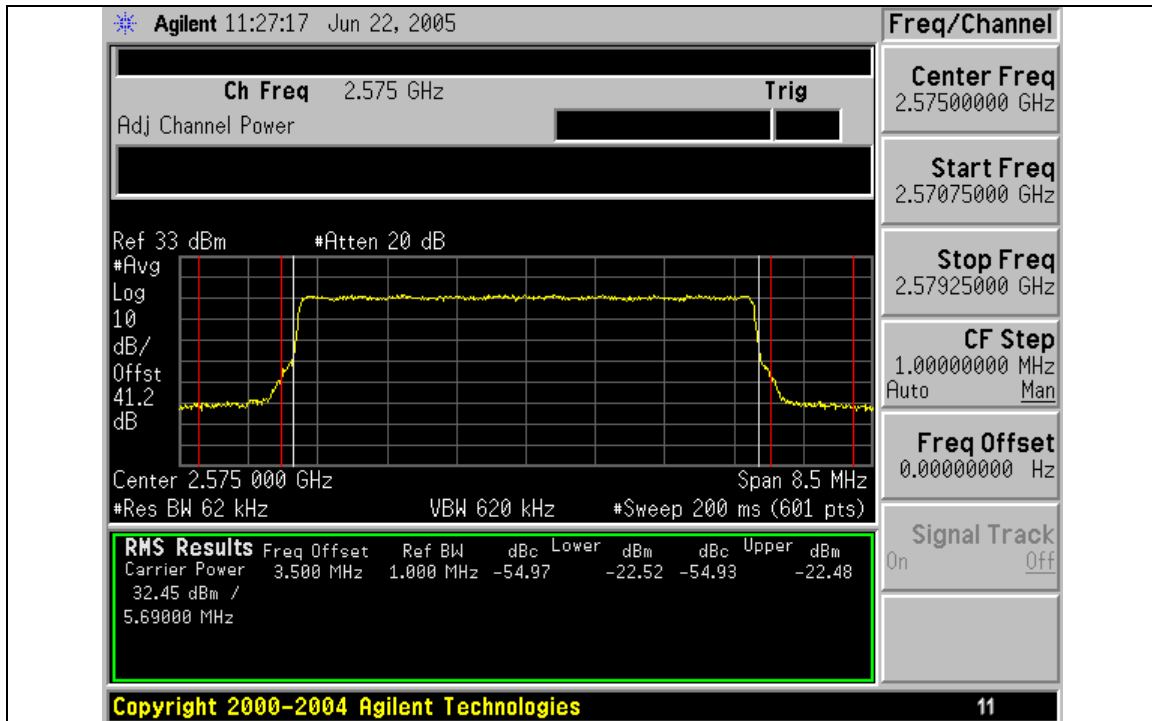 Agilent 11:27:17 Jun 22, 2005
Freq/Channel
Ch Freq 2.575 GHz Trig
Adj Channel Power
Center Freq
2.57500000 GHz
Start Freq
2.57075000 GHz
Stop Freq
2.57925000 GHz
CF Step
1.00000000 MHz
Auto Man
Freq Offset
0.00000000 Hz
Signal Track
On Off
Ref 33 dBm #Atten 20 dB
#Avg
Log
10
dB/
Offst
41.2
dB
Center 2.575 000 GHz Span 8.5 MHz
#Res BW 62 kHz VBW 620 kHz #Sweep 200 ms (601 pts)
RMS Results Freq Offset Ref BW dBc Lower dBm dBc Upper dBm
Carrier Power 3.500 MHz 1.000 MHz -54.97 -22.52 -54.93 -22.48
32.45 dBm /
5.69000 MHz
Copyright 2000-2004 Agilent Technologies 11